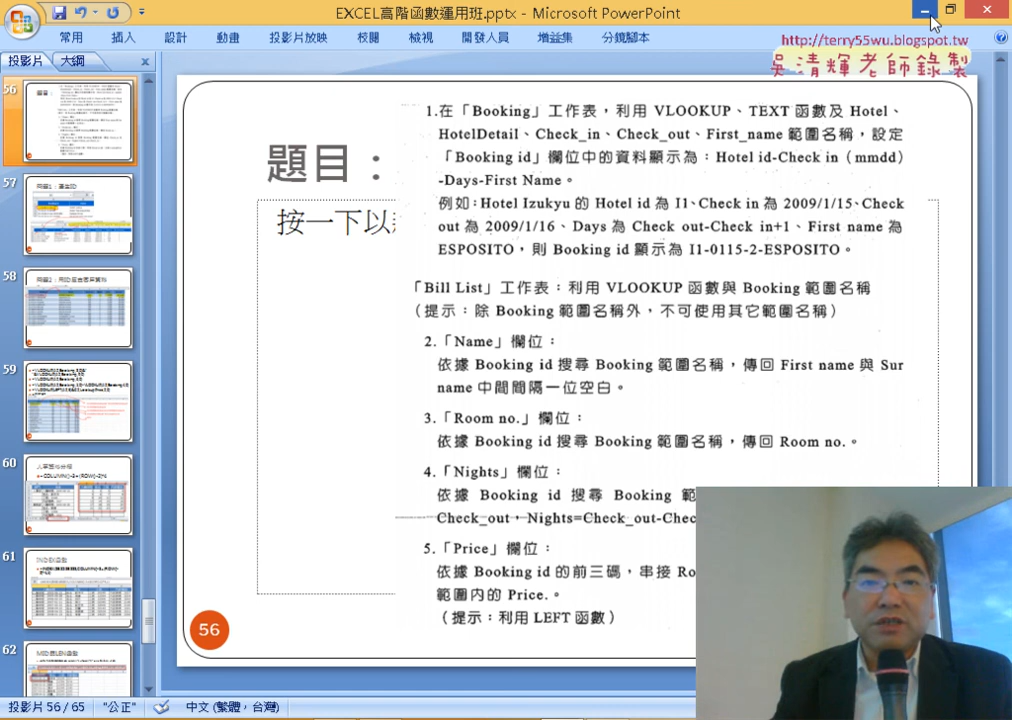 EXCEL高階函數運用班.pptx - Microsoft PowerPoint
常用 插入 設計 動畫 投影片放映 校閱 檢視 開發人員 增益集 分鏡腳本
http://terry55wu.blogspot.tw
吳清輝老師錄製
投影片 大綱
題目：
按一下以
1.在「Booking」工作表，利用 VLOOKUP、TEXT 函數及 Hotel、
HotelDetail、Check_in、Check_out、First_name 範圍名稱，設定
「Booking id」欄位中的資料顯示為：Hotel id-Check in（mmdd）
-Days-First Name。
例如：Hotel Izukyu 的 Hotel id 為 I1、Check in 為 2009/1/15、Check
out 為 2009/1/16、Days 為 Check out-Check in+1、First name 為
ESPOSITO，則 Booking id 顯示為 I1-0115-2-ESPOSITO。
「Bill List」工作表：利用 VLOOKUP 函數與 Booking 範圍名稱
（提示：除 Booking 範圍名稱外，不可使用其它範圍名稱）
2.「Name」欄位：
依據 Booking id 搜尋 Booking 範圍名稱，傳回 First name 與 Sur
name 中間間隔一位空白。
3.「Room no.」欄位：
依據 Booking id 搜尋 Booking 範圍名稱，傳回 Room no.。
4.「Nights」欄位：
依據 Booking id 搜尋 Booking 範
Check_out，Nights=Check_out-Chec
5.「Price」欄位：
依據 Booking id 的前三碼，串接 Ro
範圍內的 Price.。
（提示：利用 LEFT 函數）
56
56
57
58
59
60
61
62
投影片 56 / 65 "公正" 中文 (繁體，台灣)